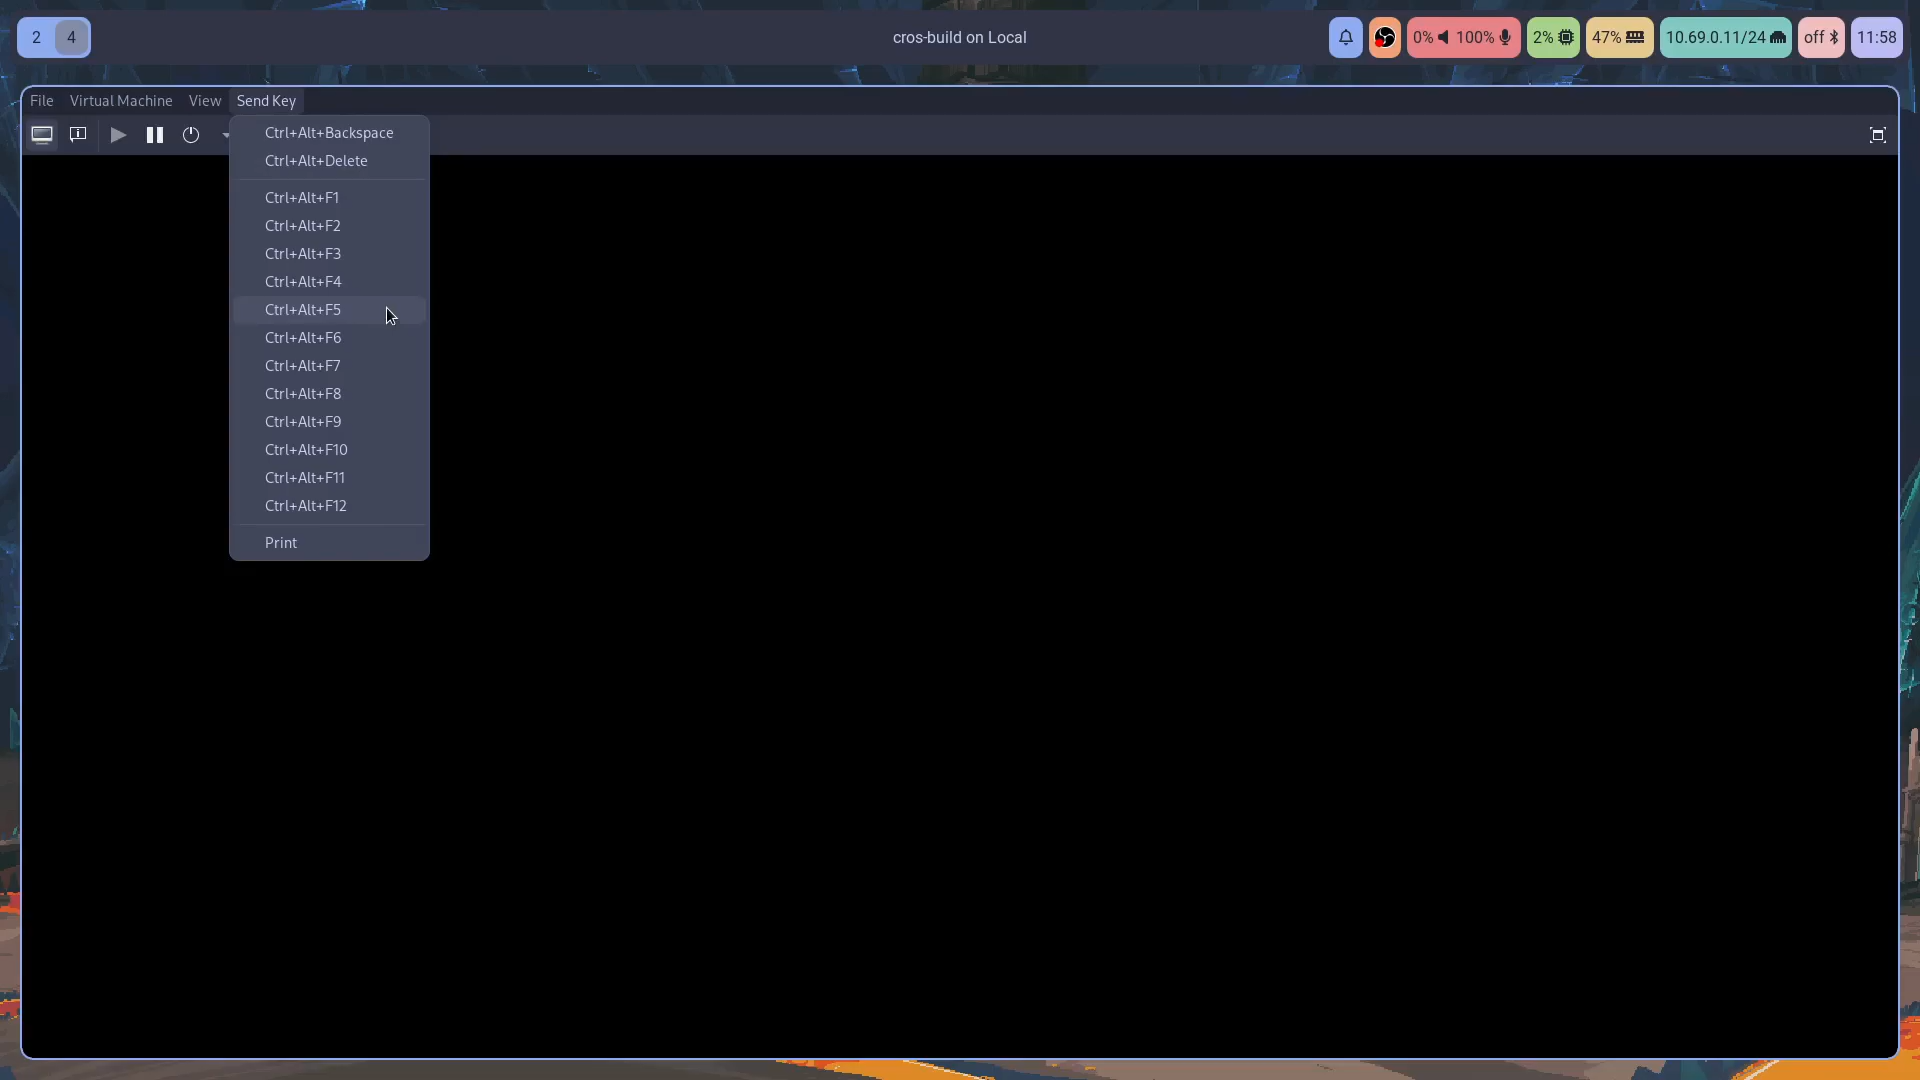 2 4
cros-build on Local
0% 100% 2% 47% 10.69.0.11/24 off 11:58
File Virtual Machine View Send Key
Ctrl+Alt+Backspace
Ctrl+Alt+Delete
Ctrl+Alt+F1
Ctrl+Alt+F2
Ctrl+Alt+F3
Ctrl+Alt+F4
Ctrl+Alt+F5
Ctrl+Alt+F6
Ctrl+Alt+F7
Ctrl+Alt+F8
Ctrl+Alt+F9
Ctrl+Alt+F10
Ctrl+Alt+F11
Ctrl+Alt+F12
Print